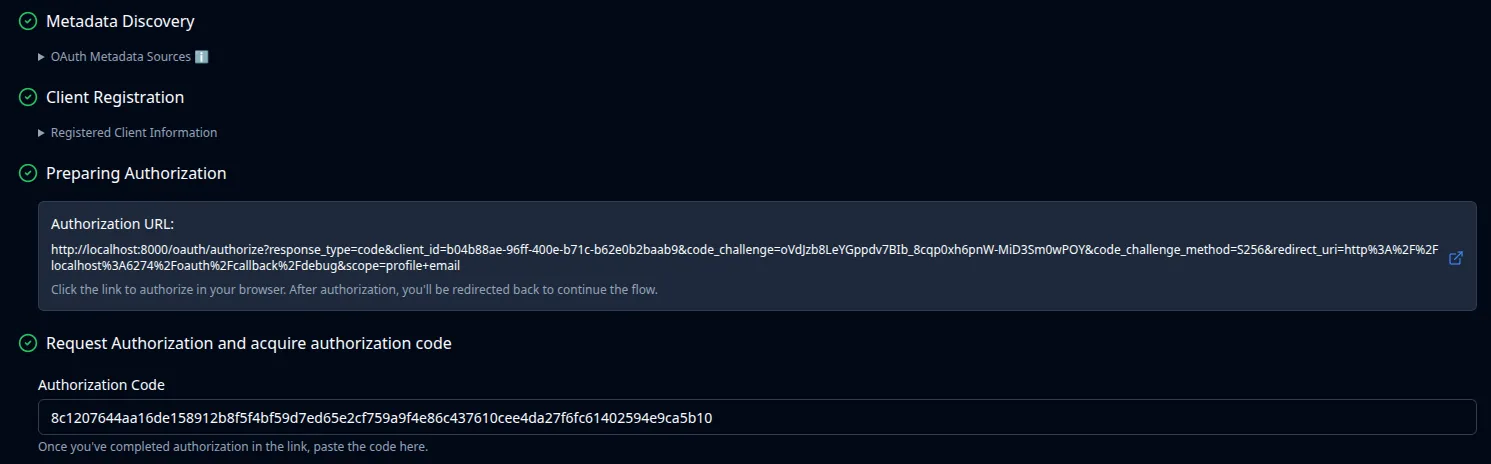 Metadata Discovery
▶ OAuth Metadata Sources ℹ️
Client Registration
▶ Registered Client Information
Preparing Authorization
Authorization URL:
http://localhost:8000/oauth/authorize?response_type=code&client_id=b04b88ae-96ff-400e-b71c-b62e0b2baab9&code_challenge=oVdJzb8LeYGppdv7BIb_8cqp0xh6pnW-MiD3Sm0wPOY&code_challenge_method=S256&redirect_uri=http%3A%2F%2F
localhost%3A6274%2Foauth%2Fcallback%2Fdebug&scope=profile+email
Click the link to authorize in your browser. After authorization, you'll be redirected back to continue the flow.
Request Authorization and acquire authorization code
Authorization Code
8c1207644aa16de158912b8f5f4bf59d7ed65e2cf759a9f4e86c437610cee4da27f6fc61402594e9ca5b10
Once you've completed authorization in the link, paste the code here.